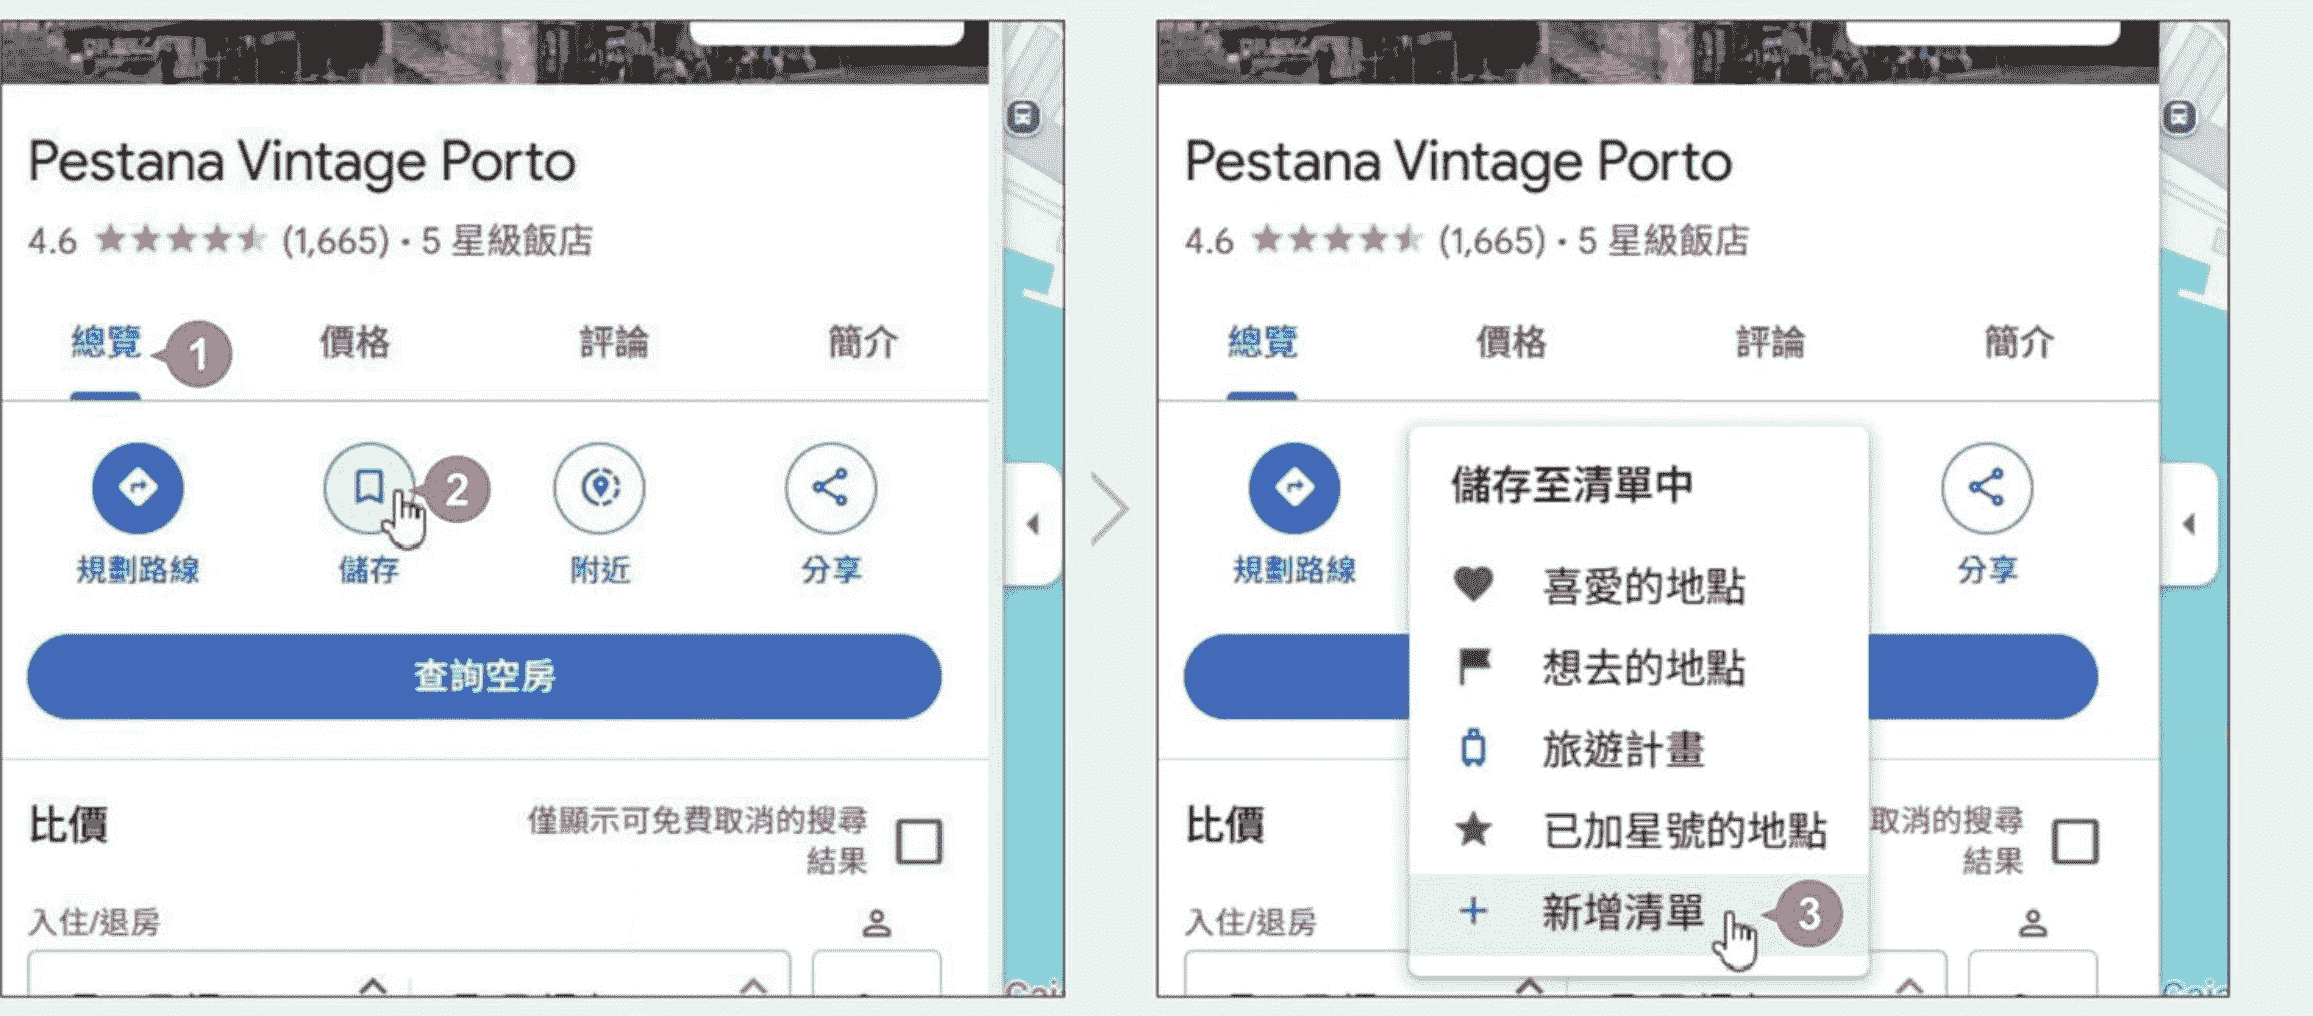 Pestana Vintage Porto
4.6 ★★★★★ (1,665)・5 星級飯店
總覽 1 價格 評論 簡介
2
規劃路線 儲存 附近 分享
查詢空房
比價 僅顯示可免費取消的搜尋
結果
入住/退房
Pestana Vintage Porto
4.6 ★★★★★ (1,665)・5 星級飯店
總覽 價格 評論 簡介
規劃路線 分享
儲存至清單中
喜愛的地點
想去的地點
旅遊計畫
已加星號的地點
新增清單 3
比價 取消的搜尋
結果
入住/退房